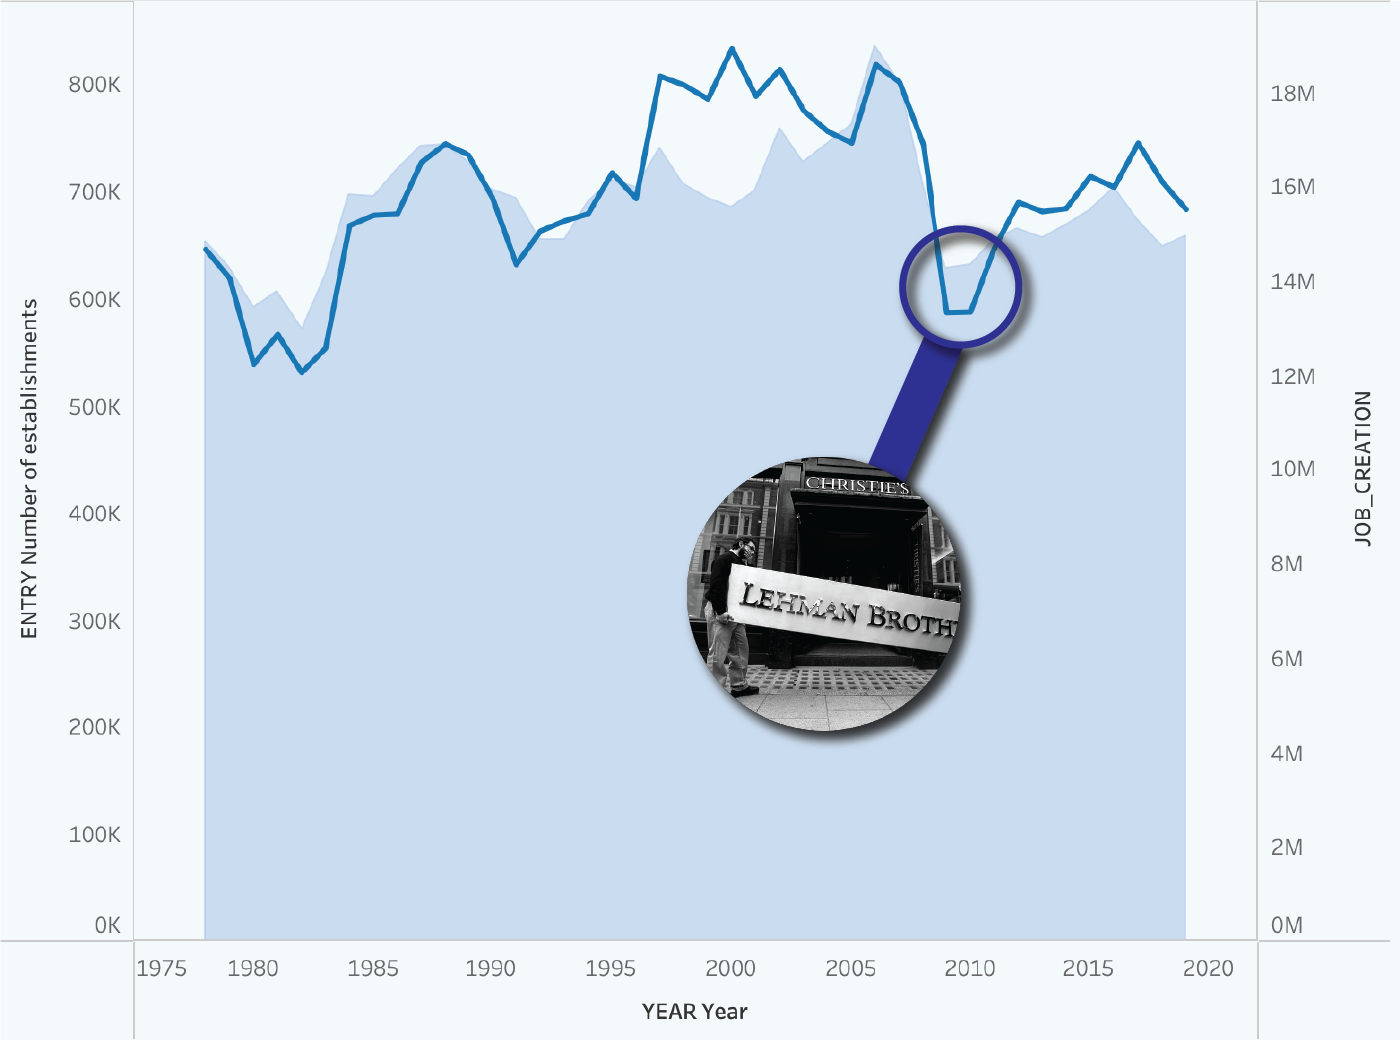 ENTRY Number of establishments
800K
700K
600K
500K
400K
300K
200K
100K
0K
18M
16M
14M
12M
10M
8M
6M
4M
2M
0M
JOB_CREATION
CHRISTIE'S
LEHMAN BROTH
1975 1980 1985 1990 1995 2000 2005 2010 2015 2020
YEAR Year